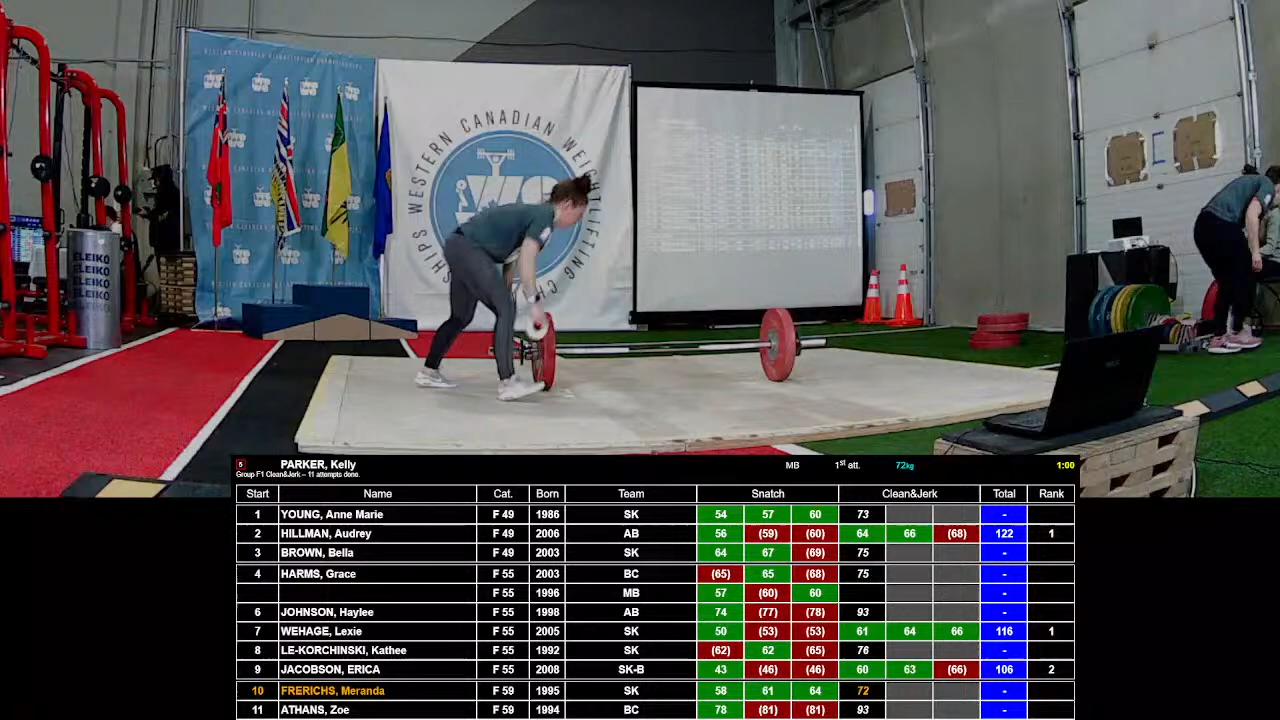 WESTERN CANADIAN WEIGHTLIFTING CH
SHIPS
WC
ELEIKO
ELEIKO
ELEIKO
ELEIKO
5 PARKER, Kelly MB 1st att. 72kg 1:00
Group F1 Clean&Jerk – 11 attempts done.
Start Name Cat. Born Team Snatch Clean&Jerk Total Rank
1 YOUNG, Anne Marie F 49 1986 SK 54 57 60 73 -
2 HILLMAN, Audrey F 49 2006 AB 56 (59) (60) 64 66 (68) 122 1
3 BROWN, Bella F 49 2003 SK 64 67 (69) 75 -
4 HARMS, Grace F 55 2003 BC (65) 65 (68) 75 -
F 55 1996 MB 57 (60) 60 -
6 JOHNSON, Haylee F 55 1998 AB 74 (77) (78) 93 -
7 WEHAGE, Lexie F 55 2005 SK 50 (53) (53) 61 64 66 116 1
8 LE-KORCHINSKI, Kathee F 55 1992 SK (62) 62 (65) 76 -
9 JACOBSON, ERICA F 55 2008 SK-B 43 (46) (46) 60 63 (66) 106 2
10 FRERICHS, Meranda F 59 1995 SK 58 61 64 72 -
11 ATHANS, Zoe F 59 1994 BC 78 (81) (81) 93 -